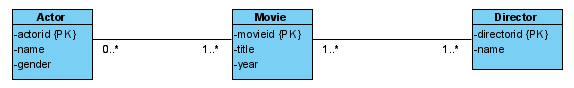 Actor
-actorid {PK}
-name
-gender
0..*
1..*
Movie
-movieid {PK}
-title
-year
1..*
1..*
Director
-directorid {PK}
-name